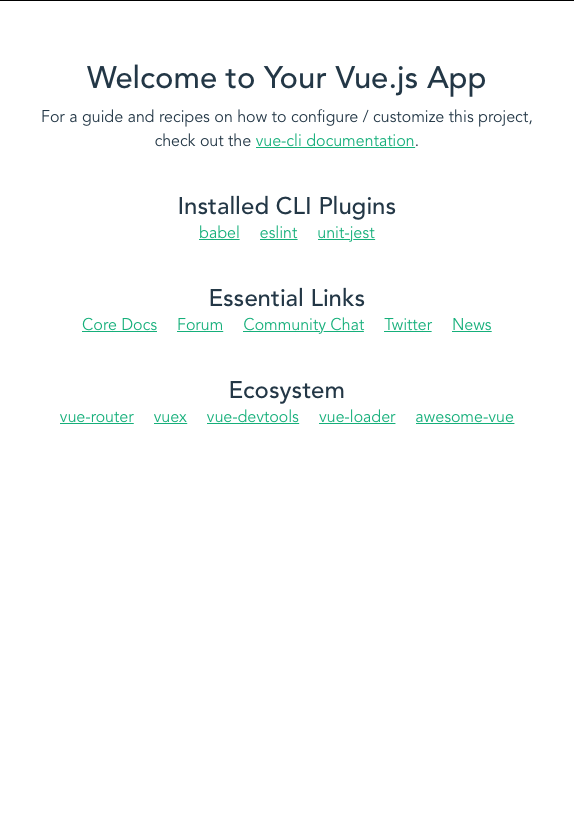 Welcome to Your Vue.js App
For a guide and recipes on how to configure / customize this project,
check out the vue-cli documentation.
Installed CLI Plugins
babel eslint unit-jest
Essential Links
Core Docs Forum Community Chat Twitter News
Ecosystem
vue-router vuex vue-devtools vue-loader awesome-vue